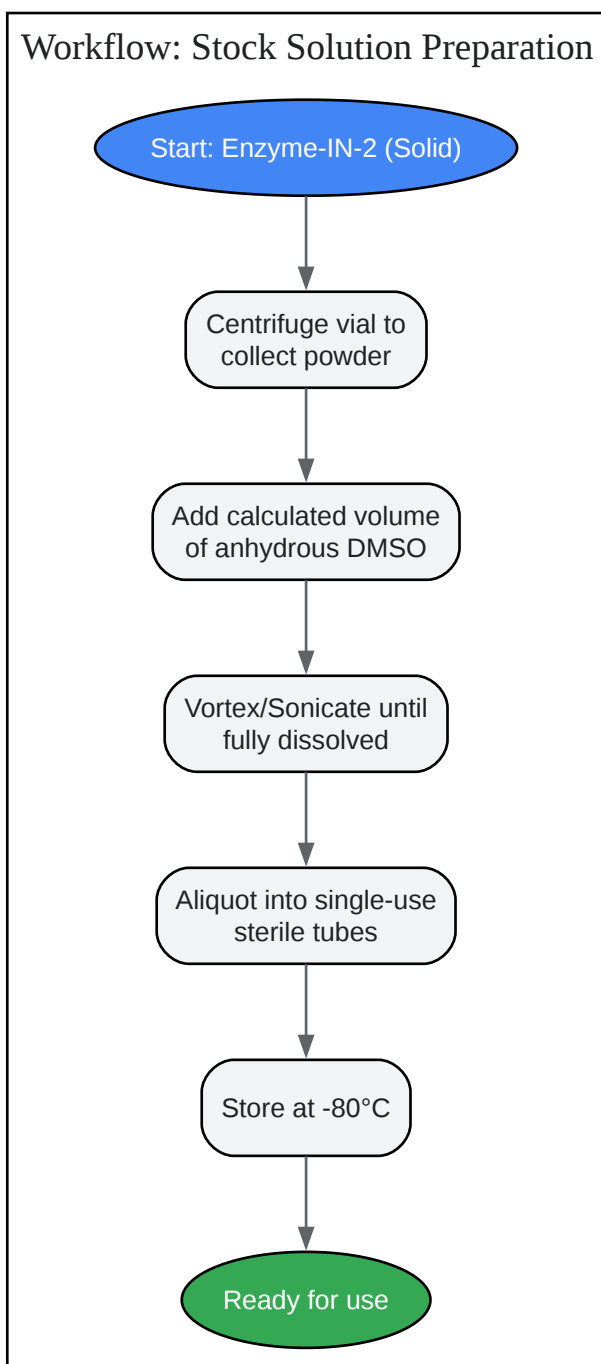 Workflow: Stock Solution Preparation
Start: Enzyme-IN-2 (Solid)
Centrifuge vial to
collect powder
Add calculated volume
of anhydrous DMSO
Vortex/Sonicate until
fully dissolved
Aliquot into single-use
sterile tubes
Store at -80°C
Ready for use